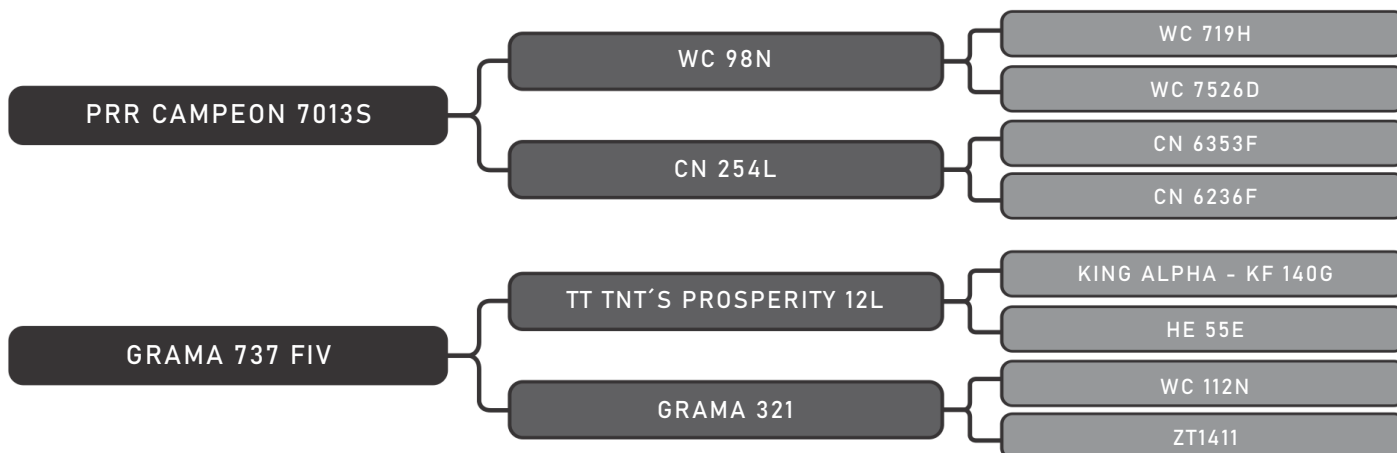 PRR CAMPEON 7013S
WC 98N
CN 254L
WC 719H
WC 7526D
CN 6353F
CN 6236F
GRAMA 737 FIV
TT TNT´S PROSPERITY 12L
GRAMA 321
KING ALPHA - KF 140G
HE 55E
WC 112N
ZT1411